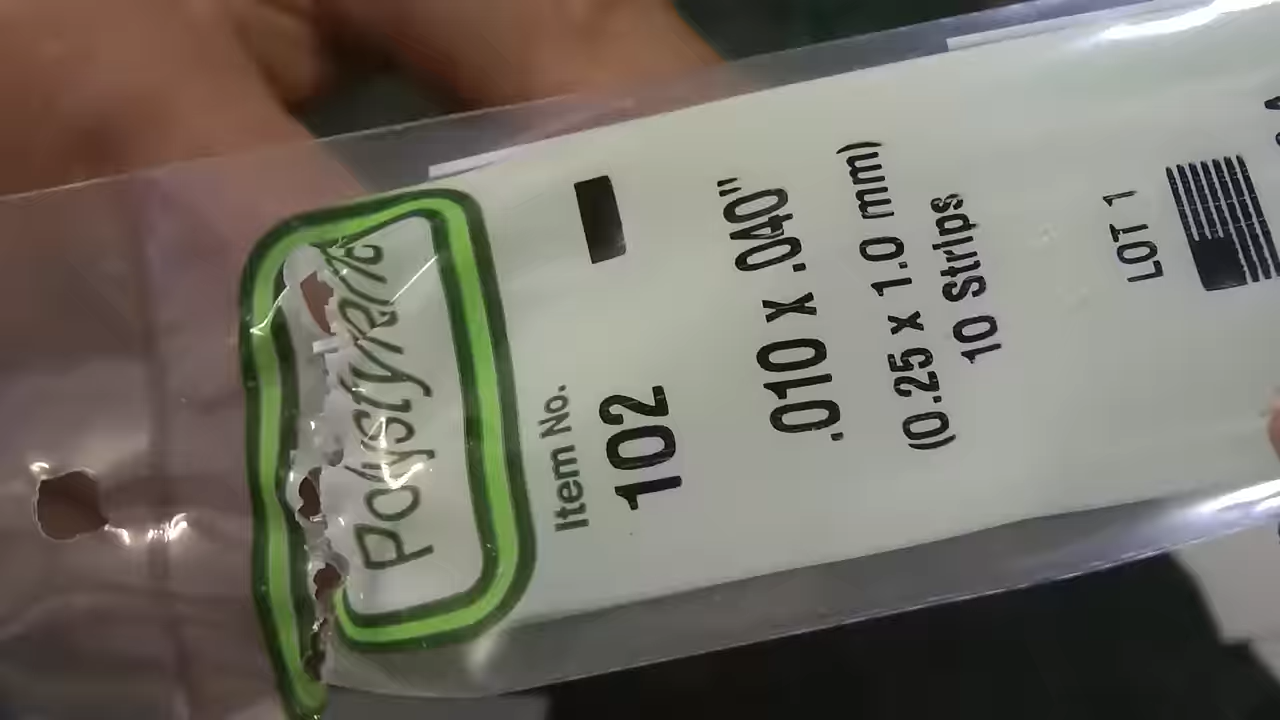 Polystyrene
Item No.
102
.010 x .040"
(0.25 x 1.0 mm)
10 Strips
LOT 1